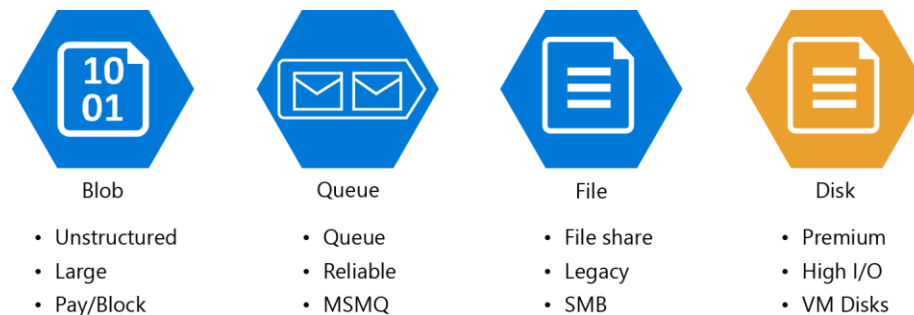 10
01
Blob
• Unstructured
• Large
• Pay/Block
Queue
• Queue
• Reliable
• MSMQ
File
• File share
• Legacy
• SMB
Disk
• Premium
• High I/O
• VM Disks